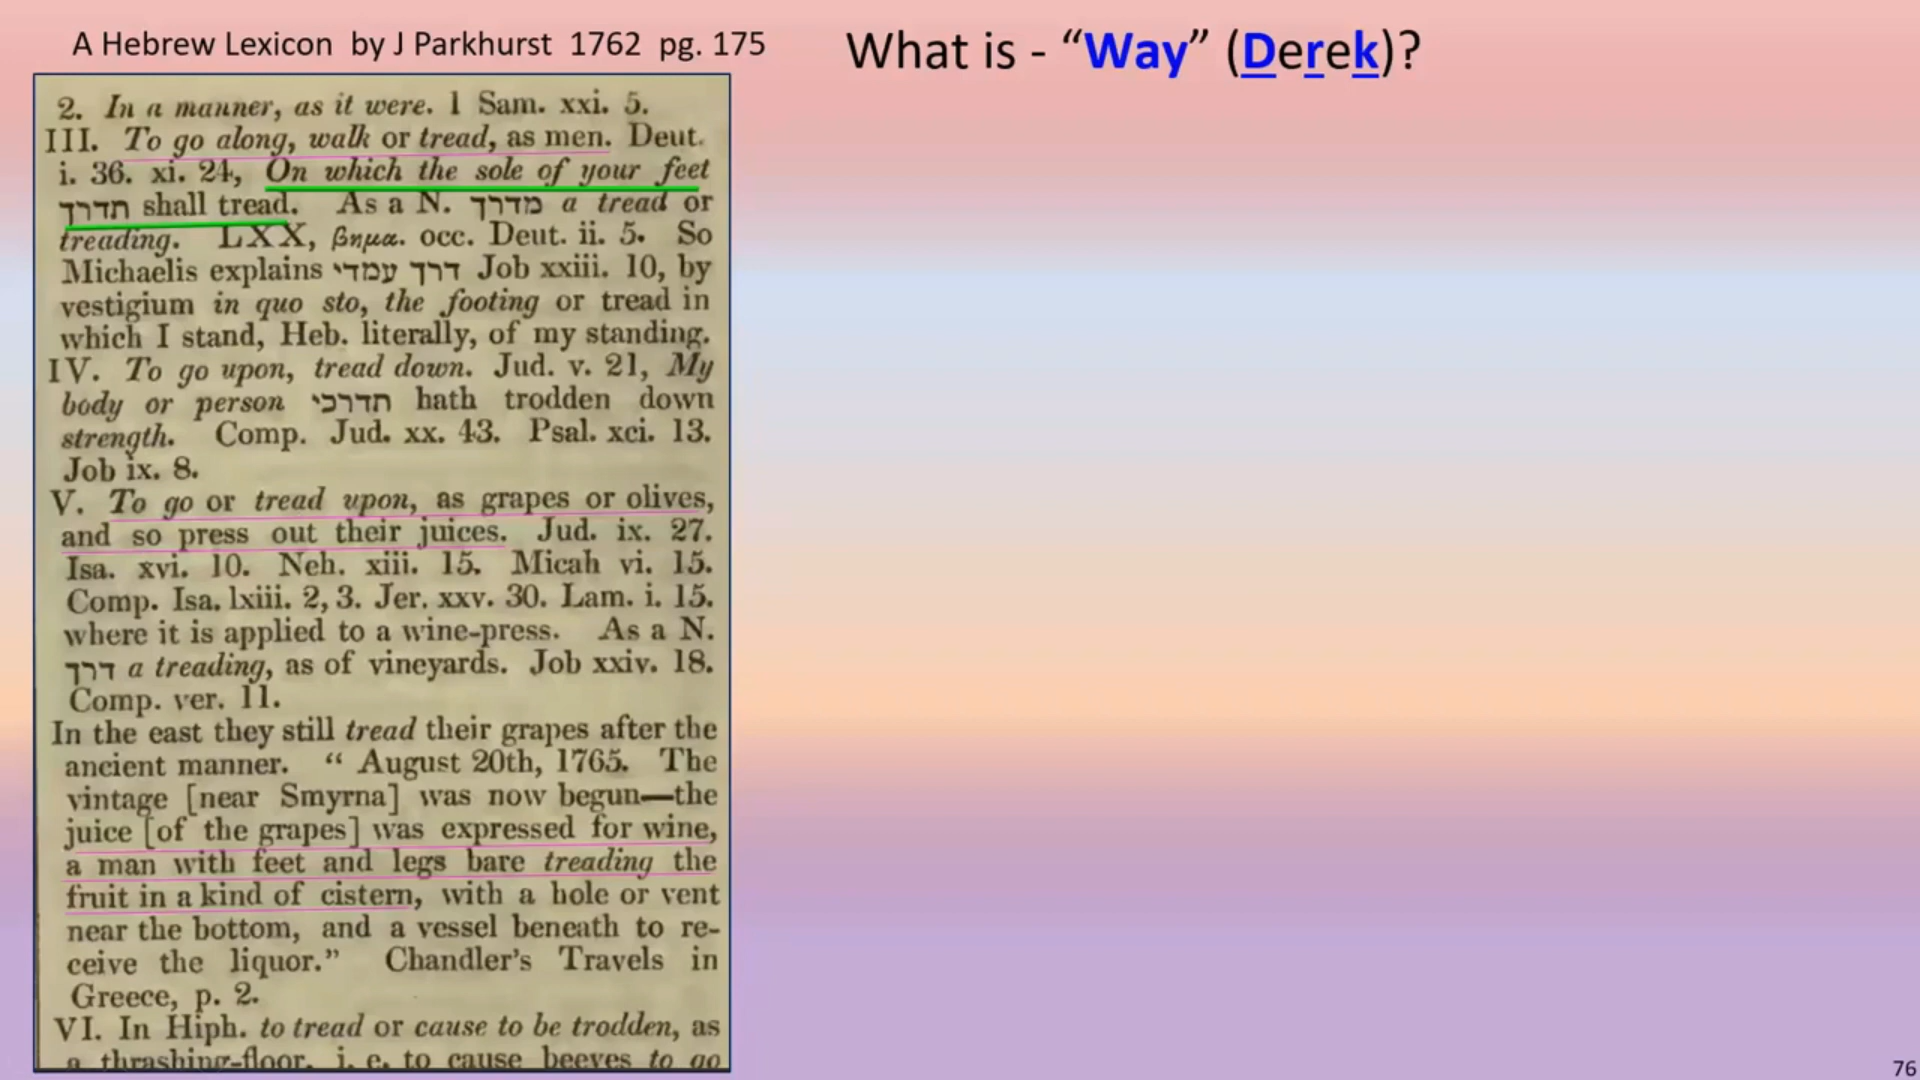 A Hebrew Lexicon by J Parkhurst 1762 pg. 175
What is - “Way” (Derek)?
2. In a manner, as it were. 1 Sam. xxi. 5.
III. To go along, walk or tread, as men. Deut.
i. 36. xi. 24, On which the sole of your feet
תדרך shall tread. As a N. מדרך a tread or
treading. LXX, βημα. occ. Deut. ii. 5. So
Michaelis explains דרך עמדי Job xxiii. 10, by
vestigium in quo sto, the footing or tread in
which I stand, Heb. literally, of my standing.
IV. To go upon, tread down. Jud. v. 21, My
body or person תדרכי hath trodden down
strength. Comp. Jud. xx. 43. Psal. xci. 13.
Job ix. 8.
V. To go or tread upon, as grapes or olives,
and so press out their juices. Jud. ix. 27.
Isa. xvi. 10. Neh. xiii. 15. Micah vi. 15.
Comp. Isa. lxiii. 2, 3. Jer. xxv. 30. Lam. i. 15.
where it is applied to a wine-press. As a N.
דרך a treading, as of vineyards. Job xxiv. 18.
Comp. ver. 11.
In the east they still tread their grapes after the
ancient manner. “ August 20th, 1765. The
vintage [near Smyrna] was now begun—the
juice [of the grapes] was expressed for wine,
a man with feet and legs bare treading the
fruit in a kind of cistern, with a hole or vent
near the bottom, and a vessel beneath to re-
ceive the liquor.” Chandler’s Travels in
Greece, p. 2.
VI. In Hiph. to tread or cause to be trodden, as
a thrashing-floor, i. e. to cause beeves to go
76